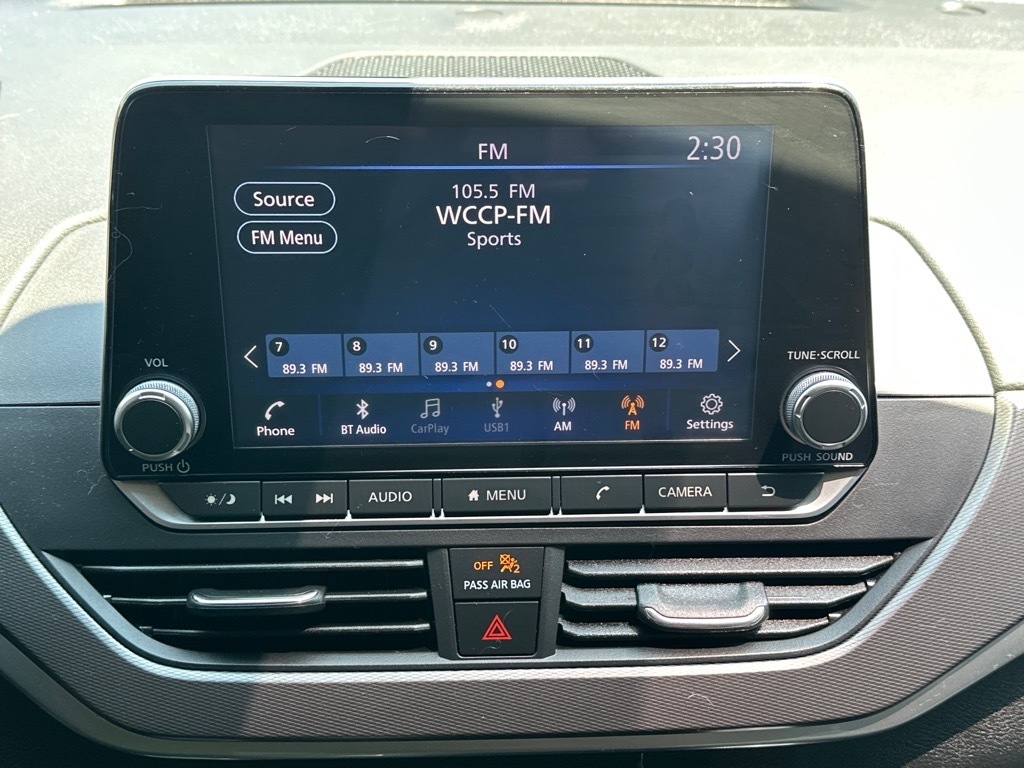 FM 2:30
Source
FM Menu
105.5 FM
WCCP-FM
Sports
7 8 9 10 11 12
89.3 FM 89.3 FM 89.3 FM 89.3 FM 89.3 FM 89.3 FM
VOL
TUNE·SCROLL
Phone BT Audio CarPlay USB1 AM FM Settings
PUSH
PUSH SOUND
AUDIO MENU CAMERA
OFF 2
PASS AIR BAG